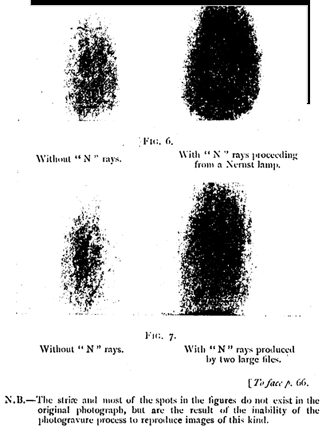 FIG. 6.
Without “N” rays.
With “N” rays proceeding
from a Nernst lamp.
FIG. 7.
Without “N” rays.
With “N” rays produced
by two large files.
[To face p. 66.
N.B.—The striæ and most of the spots in the figures do not exist in the
original photograph, but are the result of the inability of the
photogravure process to reproduce images of this kind.